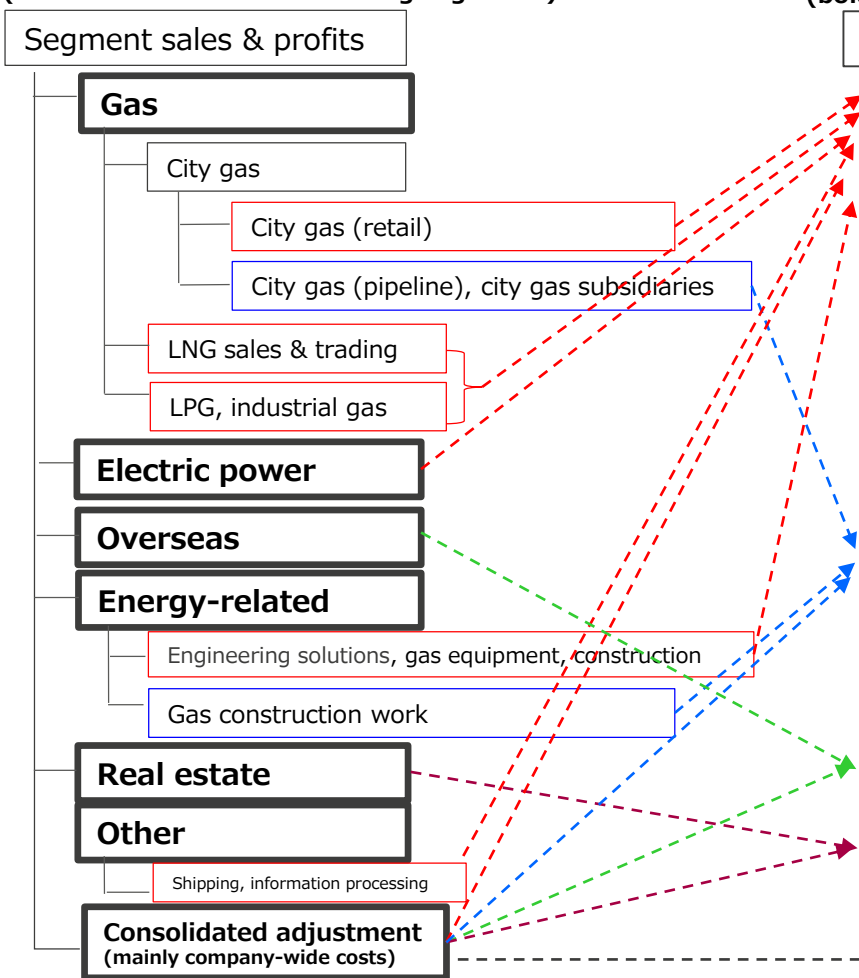 Segment sales & profits
Gas
City gas
City gas (retail)
City gas (pipeline), city gas subsidiaries
LNG sales & trading
LPG, industrial gas
Electric power
Overseas
Energy-related
Engineering solutions, gas equipment, construction
Gas construction work
Real estate
Other
Shipping, information processing
Consolidated adjustment
(mainly company-wide costs)